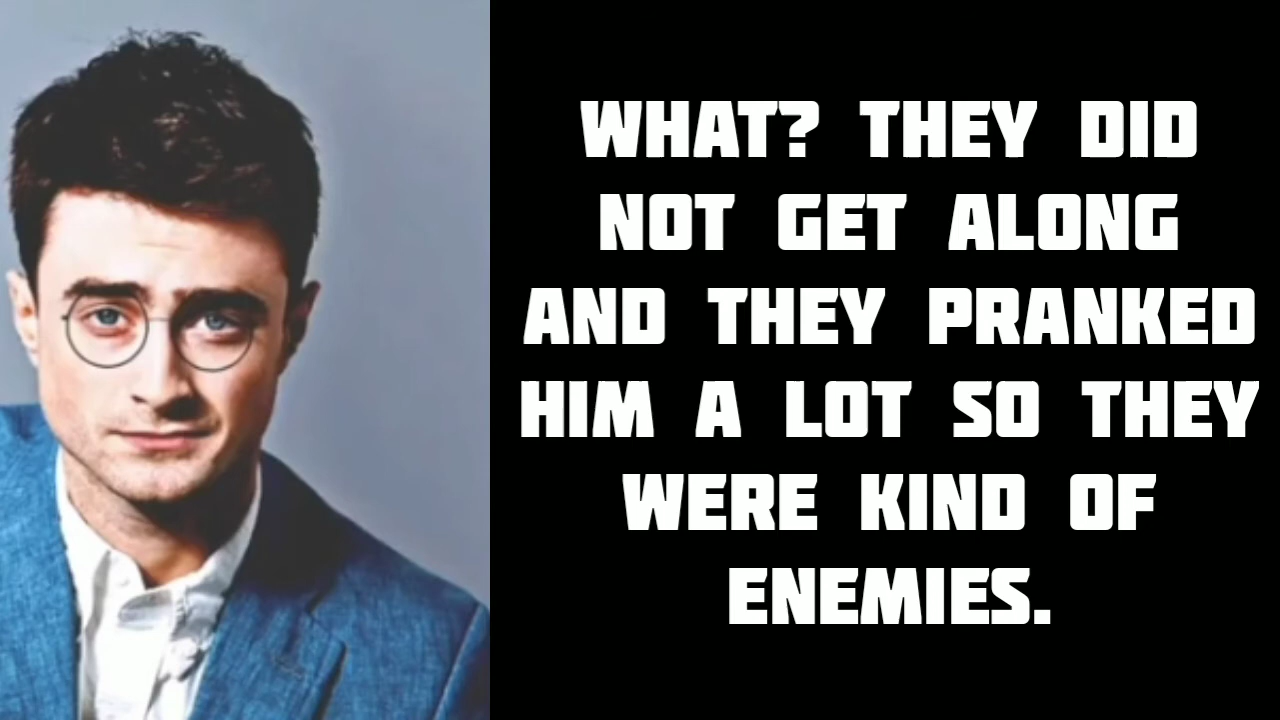 WHAT? THEY DID
NOT GET ALONG
AND THEY PRANKED
HIM A LOT SO THEY
WERE KIND OF
ENEMIES.